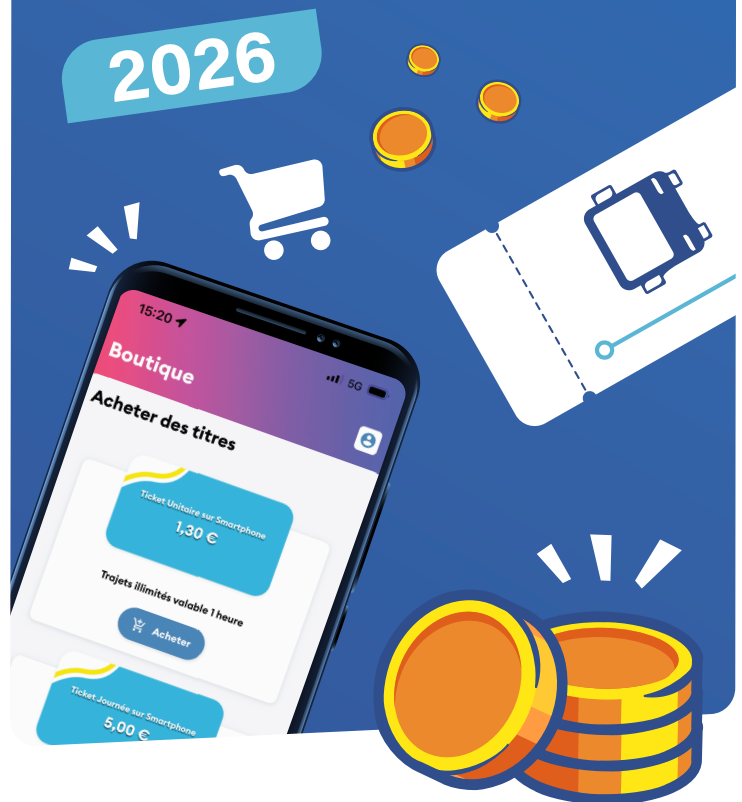 2026
15:20
5G
Boutique
Acheter des titres
Ticket Unitaire sur Smartphone
1,30 €
Trajets illimités valable 1 heure
Acheter
Ticket Journée sur Smartphone
5,00 €